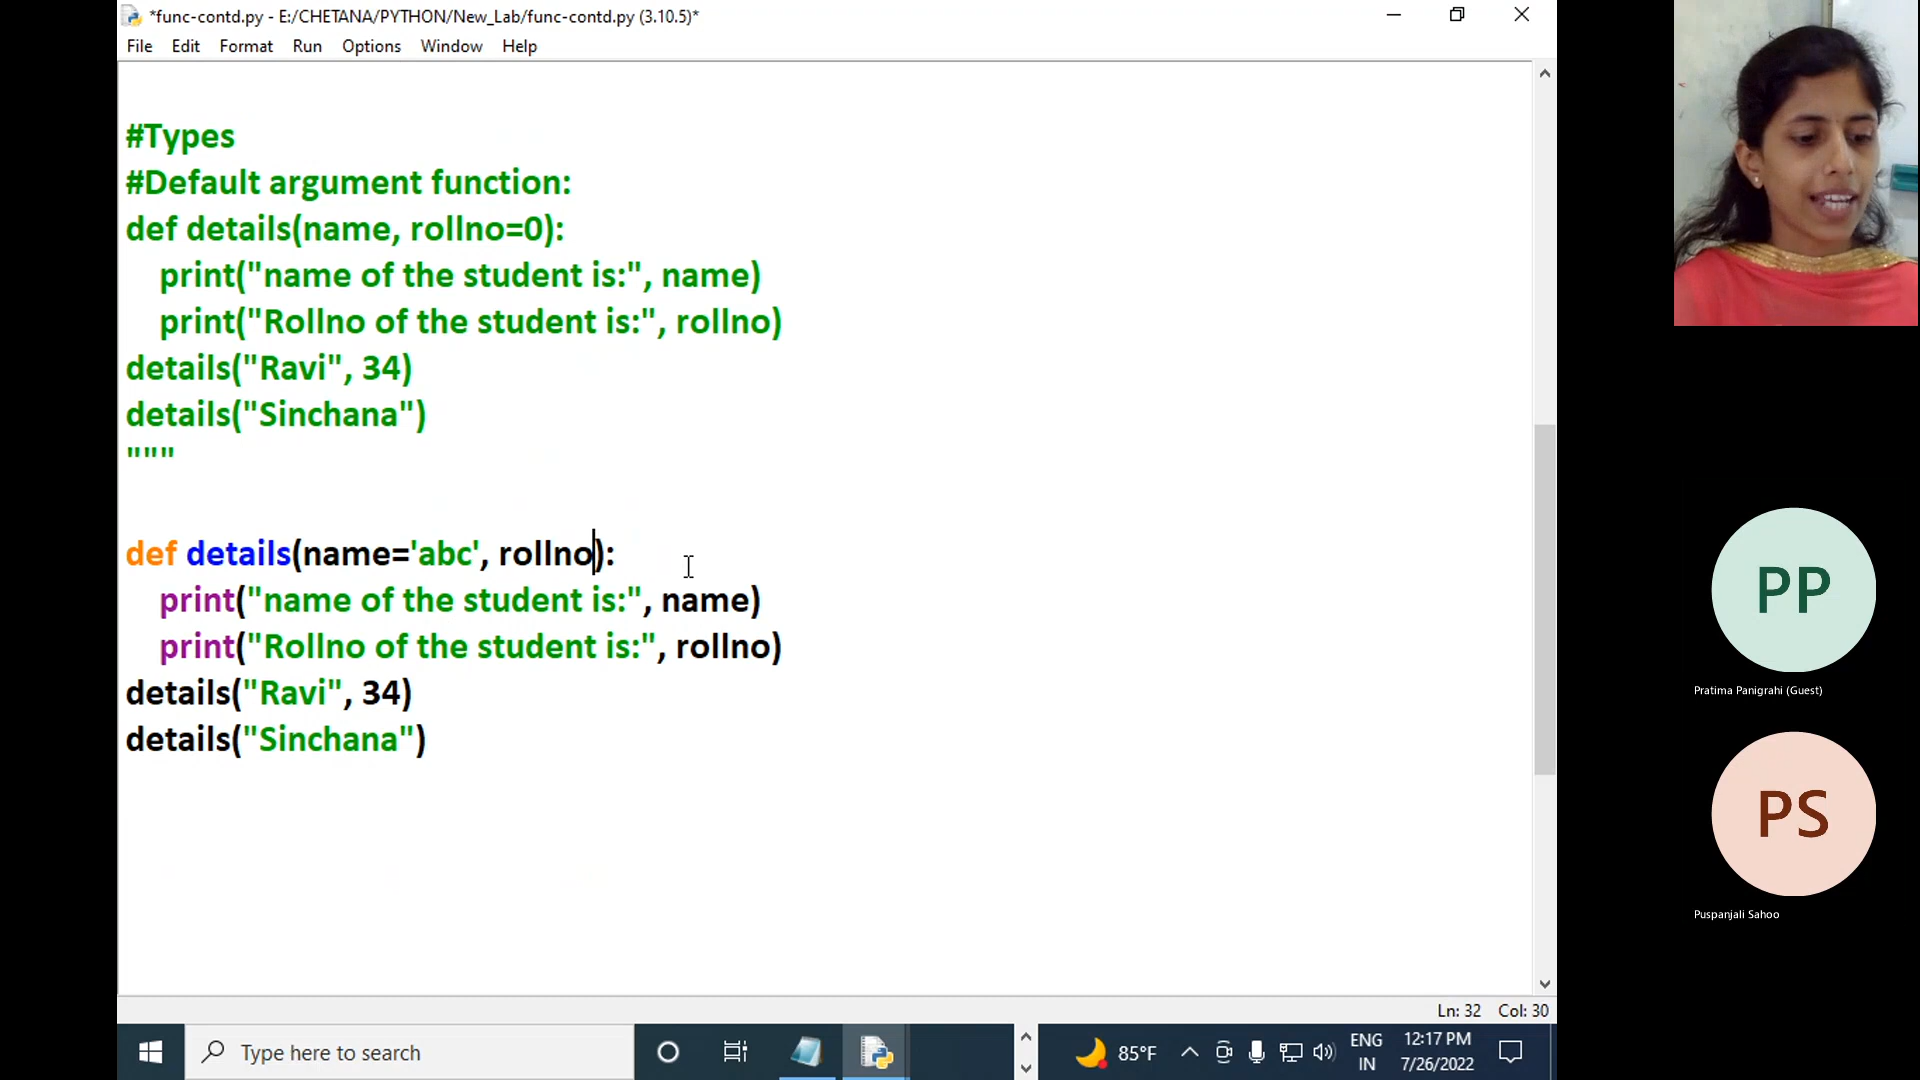 *func-contd.py - E:/CHETANA/PYTHON/New_Lab/func-contd.py (3.10.5)*
File Edit Format Run Options Window Help
#Types
#Default argument function:
def details(name, rollno=0):
    print("name of the student is:", name)
    print("Rollno of the student is:", rollno)
details("Ravi", 34)
details("Sinchana")
"""
def details(name='abc', rollno):
    print("name of the student is:", name)
    print("Rollno of the student is:", rollno)
details("Ravi", 34)
details("Sinchana")
Ln: 32 Col: 30
Type here to search
85°F
ENG
IN
12:17 PM
7/26/2022
PP
Pratima Panigrahi (Guest)
PS
Puspanjali Sahoo